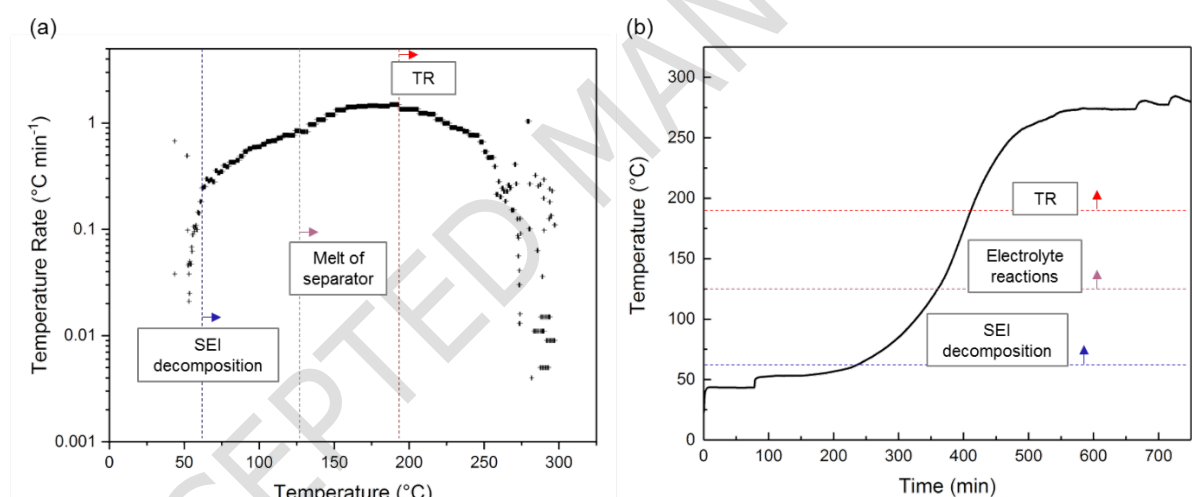 (a)
(b)
TR
Melt of
separator
SEI
decomposition
Temperature Rate (°C min-1)
1
0.1
0.01
0.001
0
50
100
150
200
250
300
Temperature (°C)
TR
Electrolyte
reactions
SEI
decomposition
Temperature (°C)
300
250
200
150
100
50
0
0
100
200
300
400
500
600
700
Time (min)
SEPTED MAN